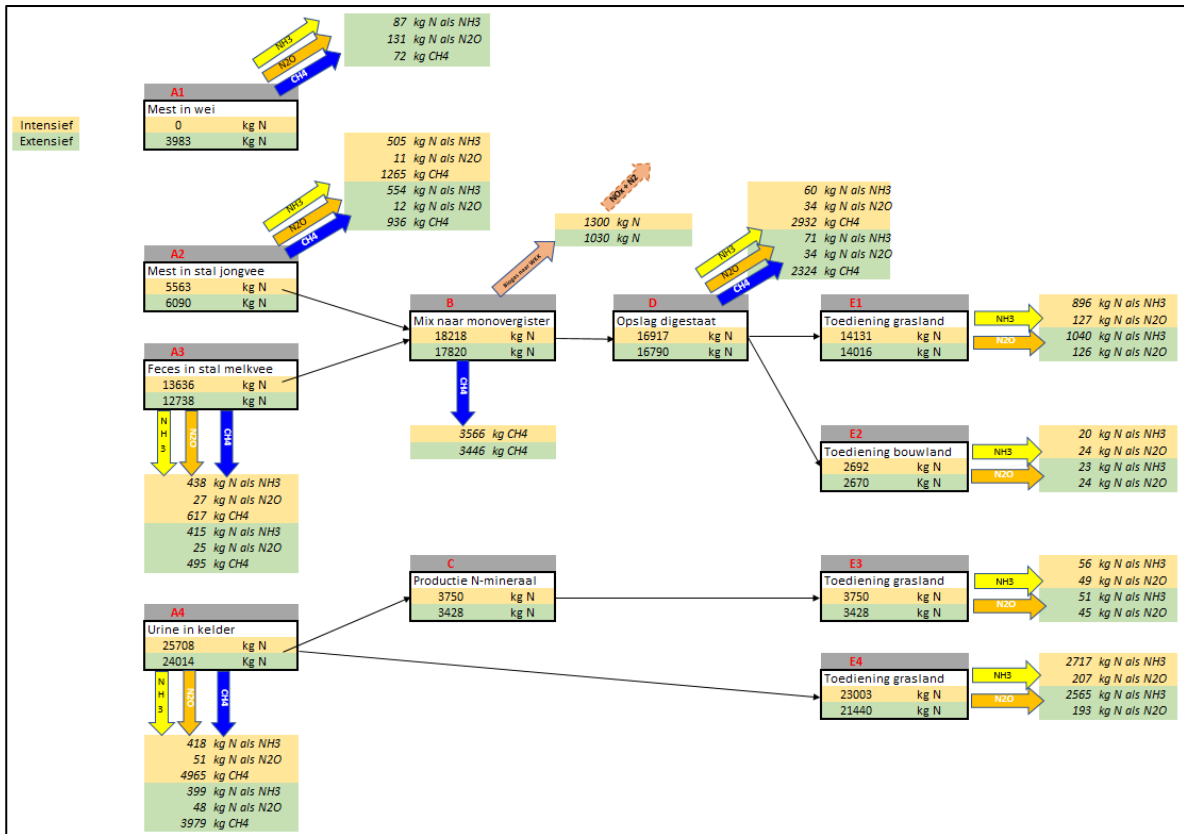 87 kg N als NH3
131 kg N als N2O
72 kg CH4
NH3
N2O
CH4
A1
Mest in wei
0 kg N
3983 Kg N
Intensief
Extensief
505 kg N als NH3
11 kg N als N2O
1265 kg CH4
554 kg N als NH3
12 kg N als N2O
936 kg CH4
NH3
N2O
CH4
A2
Mest in stal jongvee
5563 kg N
6090 kg N
NOx + N2
1300 kg N
1030 kg N
Biogas naar WKK
60 kg N als NH3
34 kg N als N2O
2932 kg CH4
71 kg N als NH3
34 kg N als N2O
2324 kg CH4
NH3
N2O
CH4
B
Mix naar monovergister
18218 kg N
17820 kg N
CH4
3566 kg CH4
3446 kg CH4
D
Opslag digestaat
16917 kg N
16790 kg N
E1
Toediening grasland
14131 kg N
14016 kg N
NH3
N2O
896 kg N als NH3
127 kg N als N2O
1040 kg N als NH3
126 kg N als N2O
A3
Feces in stal melkvee
13636 kg N
12738 kg N
NH3
N2O
CH4
438 kg N als NH3
27 kg N als N2O
617 kg CH4
415 kg N als NH3
25 kg N als N2O
495 kg CH4
E2
Toediening bouwland
2692 kg N
2670 kg N
NH3
N2O
20 kg N als NH3
24 kg N als N2O
23 kg N als NH3
24 kg N als N2O
C
Productie N-mineraal
3750 kg N
3428 kg N
E3
Toediening grasland
3750 kg N
3428 kg N
NH3
N2O
56 kg N als NH3
49 kg N als N2O
51 kg N als NH3
45 kg N als N2O
A4
Urine in kelder
25708 kg N
24014 Kg N
NH3
N2O
CH4
418 kg N als NH3
51 kg N als N2O
4965 kg CH4
399 kg N als NH3
48 kg N als N2O
3979 kg CH4
E4
Toediening grasland
23003 kg N
21440 kg N
NH3
N2O
2717 kg N als NH3
207 kg N als N2O
2565 kg N als NH3
193 kg N als N2O